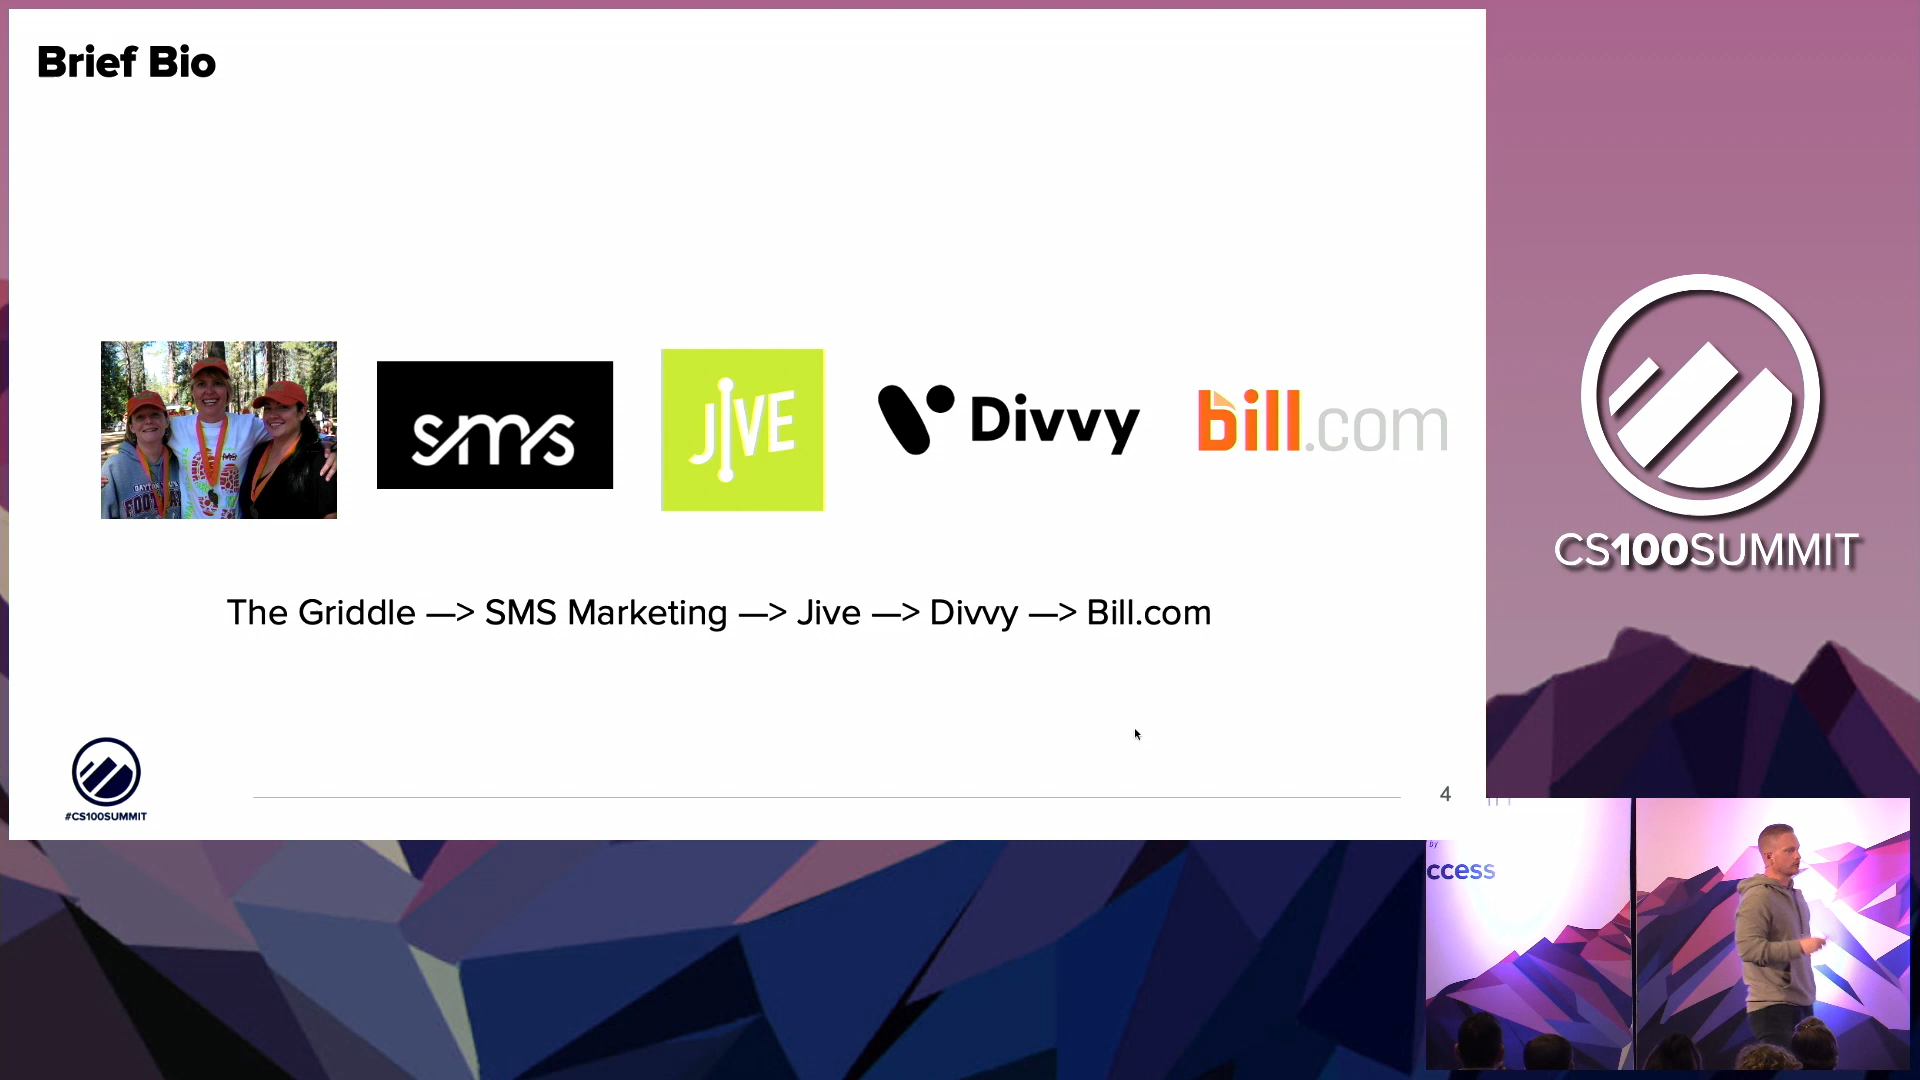 Brief Bio
sms
JIVE
Divvy
bill.com
The Griddle —> SMS Marketing —> Jive —> Divvy —> Bill.com
#CS100SUMMIT
4
CS100SUMMIT
by
ccess